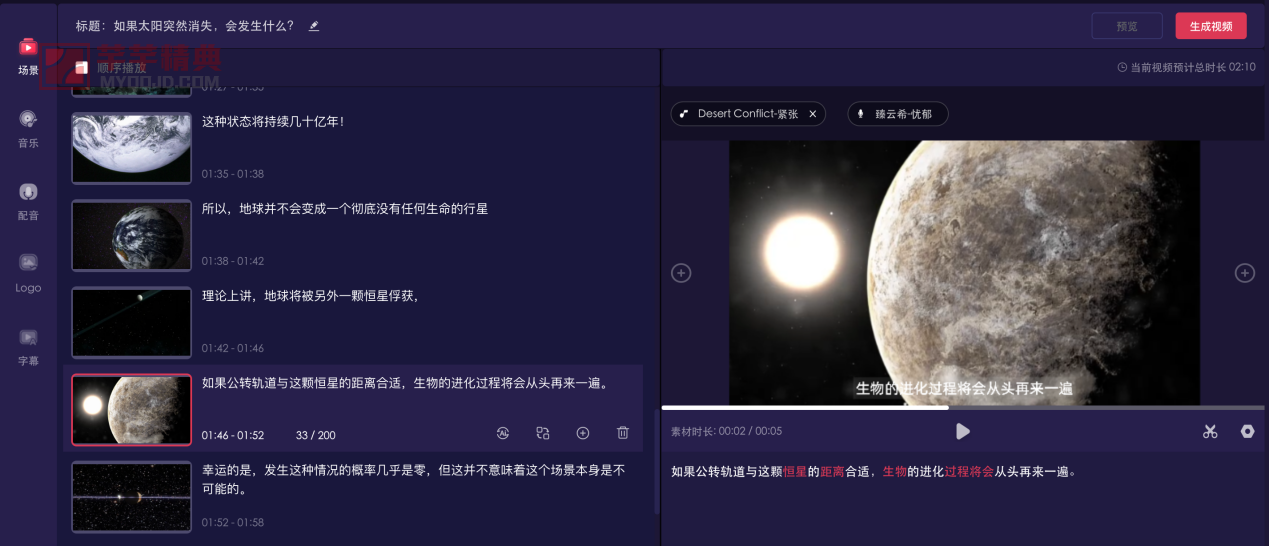 标题：如果太阳突然消失，会发生什么？
预览
生成视频
场景
音乐
配音
Logo
字幕
顺序播放
MYDOJD.COM
当前视频预计总时长 02:10
01:27 - 01:35
这种状态将持续几十亿年！
01:35 - 01:38
所以，地球并不会变成一个彻底没有任何生命的行星
01:38 - 01:42
理论上讲，地球将被另外一颗恒星俘获，
01:42 - 01:46
如果公转轨道与这颗恒星的距离合适，生物的进化过程将会从头再来一遍。
01:46 - 01:52
33 / 200
幸运的是，发生这种情况的概率几乎是零，但这并不意味着这个场景本身是不
可能的。
01:52 - 01:58
Desert Conflict-紧张
臻云希-忧郁
生物的进化过程将会从头再来一遍
素材时长: 00:02 / 00:05
如果公转轨道与这颗恒星的距离合适，生物的进化过程将会从头再来一遍。